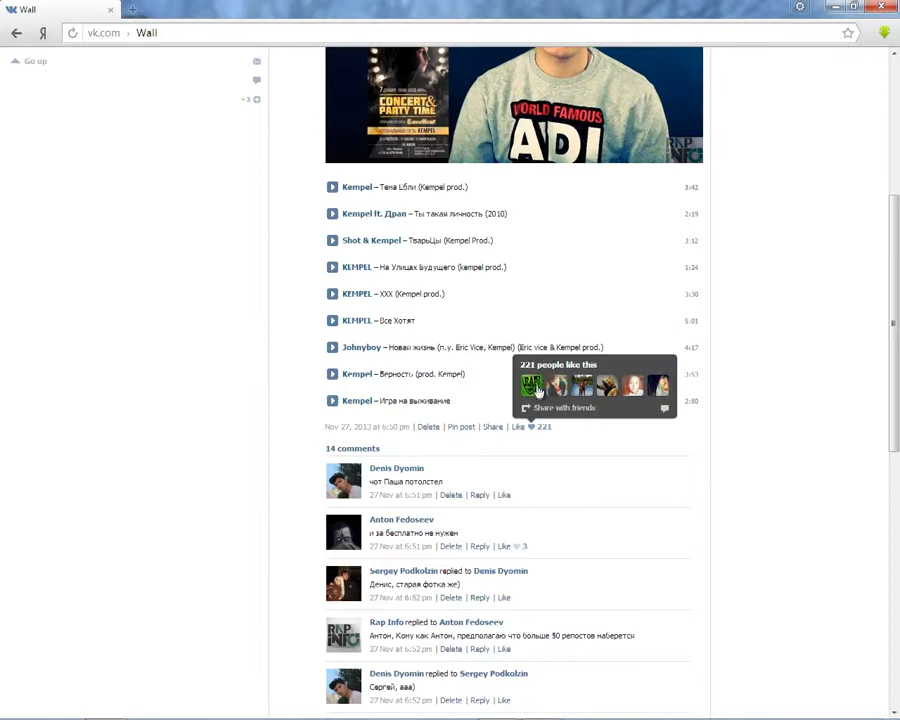 Wall
Я
vk.com › Wall
Go up
+3
CONCERT&
PARTY TIME
KEMPEL
WORLD FAMOUS
ADI
RAP
INFO
Kempel – Тема Ебли (Kempel prod.) 3:42
Kempel ft. Драп – Ты такая личность (2010) 2:19
Shot & Kempel – ТварьЦы (Kempel Prod.) 3:12
KEMPEL – На Улицах Будущего (kempel prod.) 1:24
KEMPEL – XXX (Kempel prod.) 3:30
KEMPEL – Все Хотят 5:01
Johnyboy – Новая жизнь (п.у. Eric Vice, Kempel) (Eric vice & Kempel prod.) 4:17
221 people like this
Kempel – Верность (prod. Kempel) 3:53
Kempel – Игра на выживание 2:50
Share with friends
Nov 27, 2013 at 6:50 pm | Delete | Pin post | Share | Like 221
14 comments
Denis Dyomin
чот Паша потолстел
27 Nov at 6:51 pm | Delete | Reply | Like
Anton Fedoseev
и за бесплатно не нужен
27 Nov at 6:51 pm | Delete | Reply | Like 3
Sergey Podkolzin replied to Denis Dyomin
Денис, старая фотка же)
27 Nov at 6:52 pm | Delete | Reply | Like
RAP
INFO
Rap Info replied to Anton Fedoseev
Антон, Кому как Антон, предполагаю что больше 50 репостов наберется
27 Nov at 6:52 pm | Delete | Reply | Like
Denis Dyomin replied to Sergey Podkolzin
Сергей, ааа)
27 Nov at 6:52 pm | Delete | Reply | Like